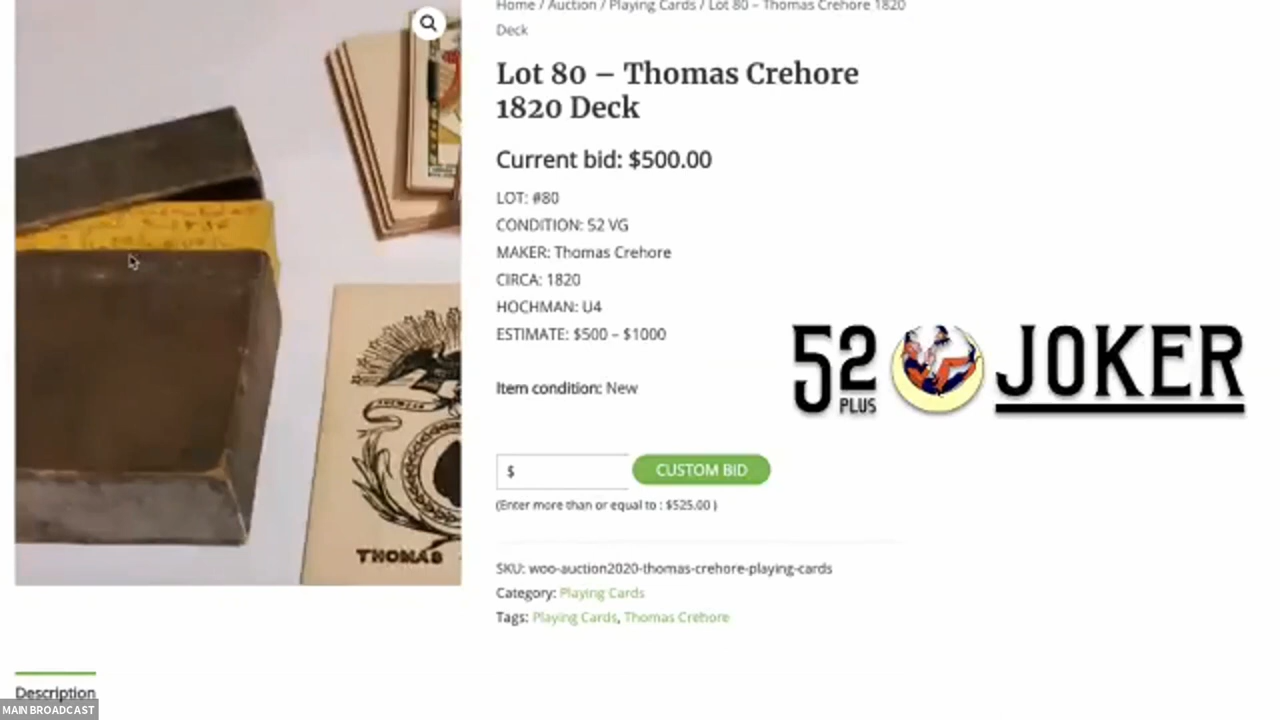 Home / Auction / Playing Cards / Lot 80 – Thomas Crehore 1820
Deck
Lot 80 – Thomas Crehore
1820 Deck
Current bid: $500.00
LOT: #80
CONDITION: 52 VG
MAKER: Thomas Crehore
CIRCA: 1820
HOCHMAN: U4
ESTIMATE: $500 – $1000
Item condition: New
$
CUSTOM BID
(Enter more than or equal to : $525.00 )
SKU: woo-auction2020-thomas-crehore-playing-cards
Category: Playing Cards
Tags: Playing Cards, Thomas Crehore
52
PLUS
JOKER
THOMAS
Description
MAIN BROADCAST